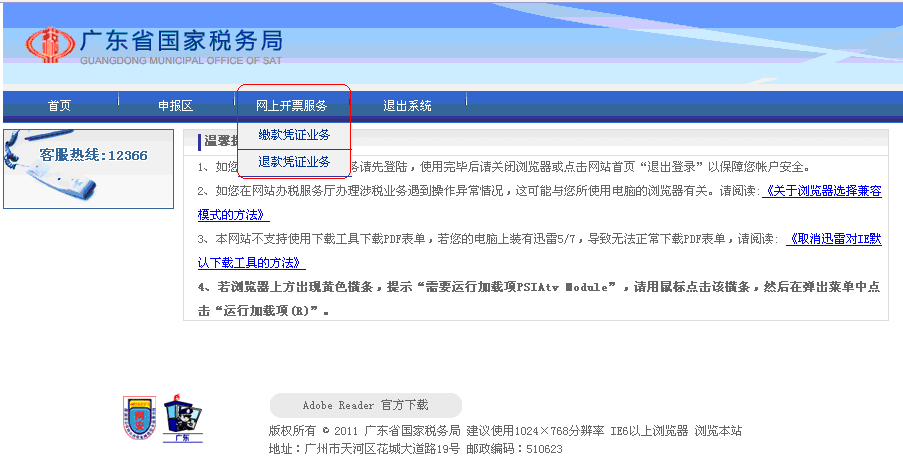 广东省国家税务局
GUANGDONG MUNICIPAL OFFICE OF SAT
首页 申报区 网上开票服务 退出系统
缴款凭证业务
退款凭证业务
客服热线:12366
温馨
1、如您 务请先登陆，使用完毕后请关闭浏览器或点击网站首页“退出登录”以保障您帐户安全。
2、如您在网站办税服务厅办理涉税业务遇到操作异常情况，这可能与您所使用电脑的浏览器有关。请阅读:《关于浏览器选择兼容
模式的方法》
3、本网站不支持使用下载工具下载PDF表单，若您的电脑上装有迅雷5/7，导致无法正常下载PDF表单，请阅读: 《取消迅雷对IE默
认下载工具的方法》
4、若浏览器上方出现黄色横条，提示“需要运行加载项PSIAtv Module”，请用鼠标点击该横条，然后在弹出菜单中点
击“运行加载项(R)”。
Adobe Reader 官方下载
版权所有 © 2011 广东省国家税务局 建议使用1024×768分辨率 IE6以上浏览器 浏览本站
地址：广州市天河区花城大道路19号 邮政编码：510623
广东